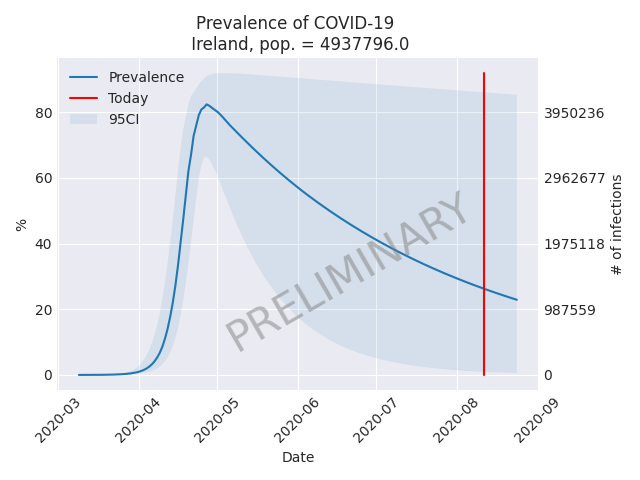 Prevalence of COVID-19
Ireland, pop. = 4937796.0
Prevalence
Today
95CI
%
80
60
40
20
0
3950236
2962677
1975118
987559
0
# of infections
PRELIMINARY
2020-03
2020-04
2020-05
2020-06
2020-07
2020-08
2020-09
Date